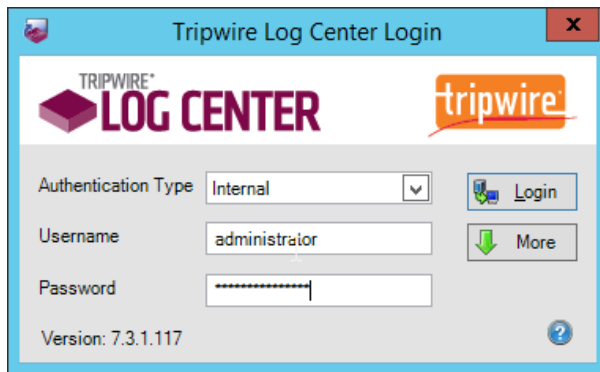 Tripwire Log Center Login
x
TRIPWIRE®
LOG CENTER
tripwire
Authentication Type Internal Login
Username administrator More
Password ***************
Version: 7.3.1.117 ?